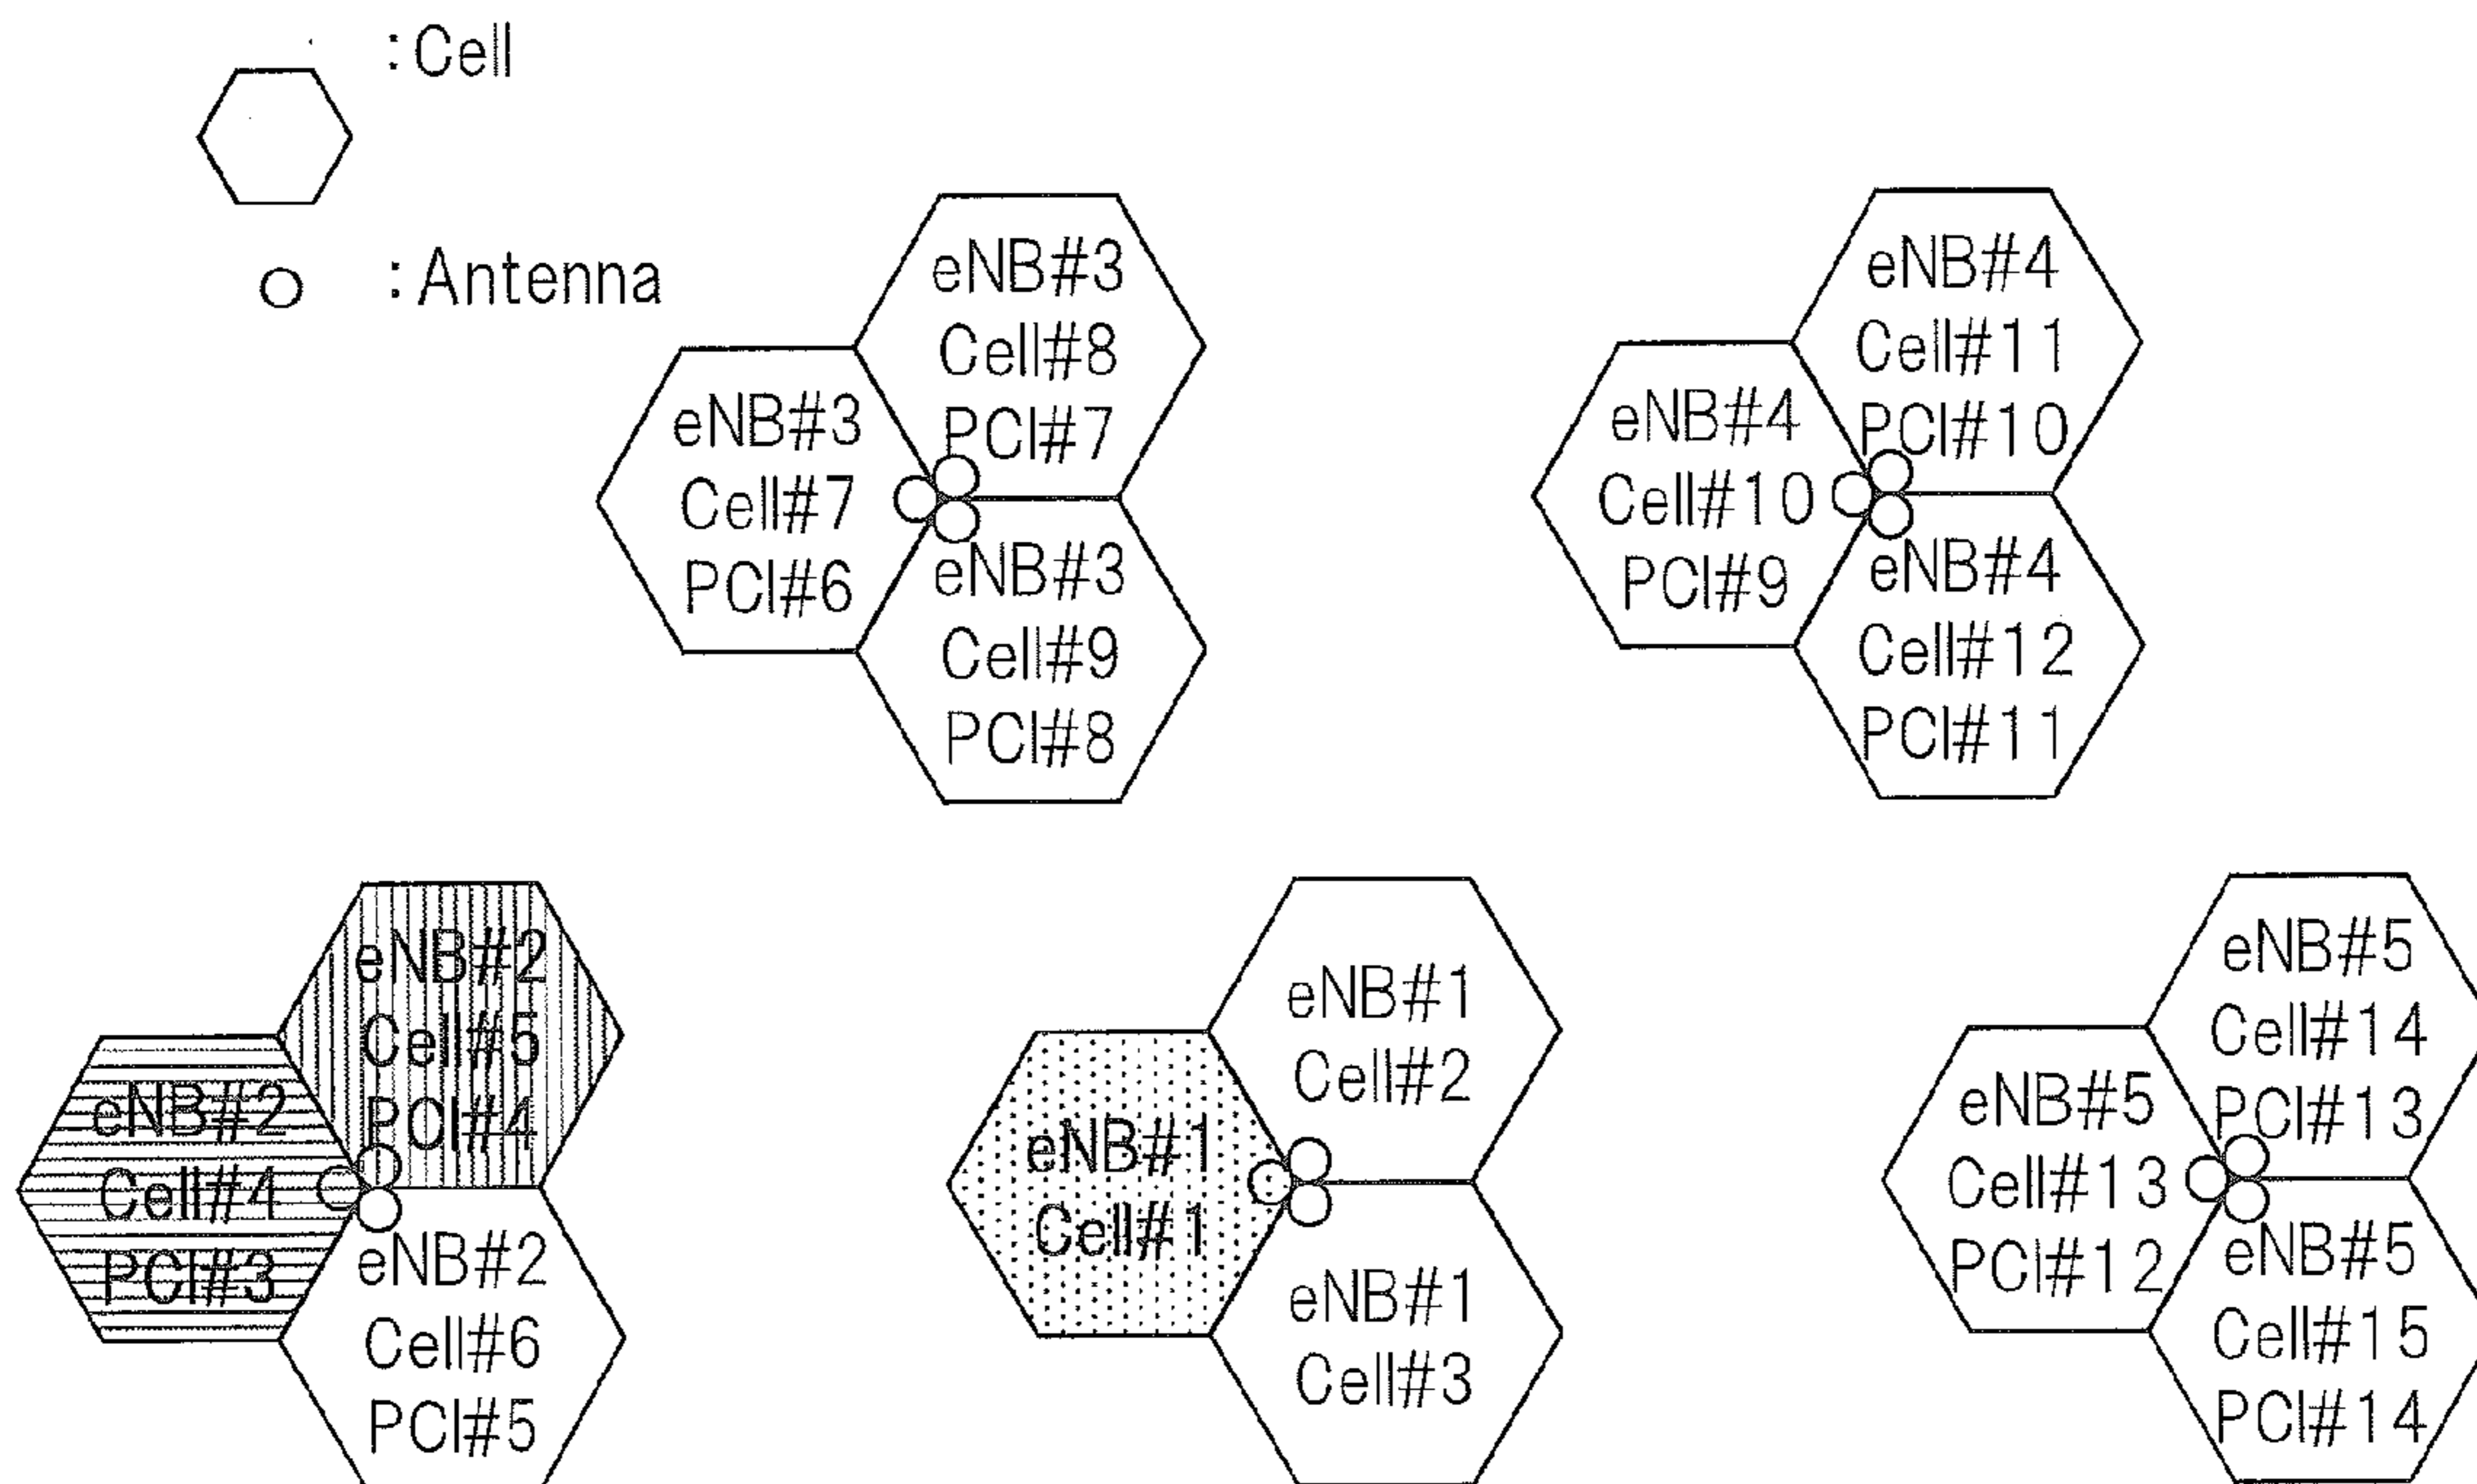 :Cell
:Antenna
eNB#3
Cell#8
PCI#7
eNB#3
Cell#7
PCI#6
eNB#3
Cell#9
PCI#8
eNB#4
Cell#11
PCI#10
eNB#4
Cell#10
PCI#9
eNB#4
Cell#12
PCI#11
eNB#2
Cell#5
PCI#4
eNB#2
Cell#4
PCI#3
eNB#2
Cell#6
PCI#5
eNB#1
Cell#2
eNB#1
Cell#1
eNB#1
Cell#3
eNB#5
Cell#14
PCI#13
eNB#5
Cell#13
PCI#12
eNB#5
Cell#15
PCI#14